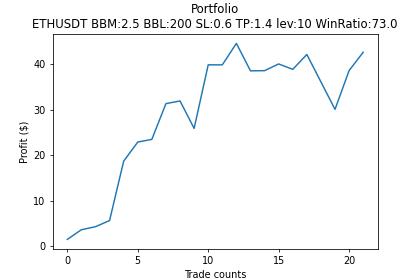 Portfolio
ETHUSDT BBM:2.5 BBL:200 SL:0.6 TP:1.4 lev:10 WinRatio:73.0
40
30
20
10
0
Profit ($)
0 5 10 15 20
Trade counts